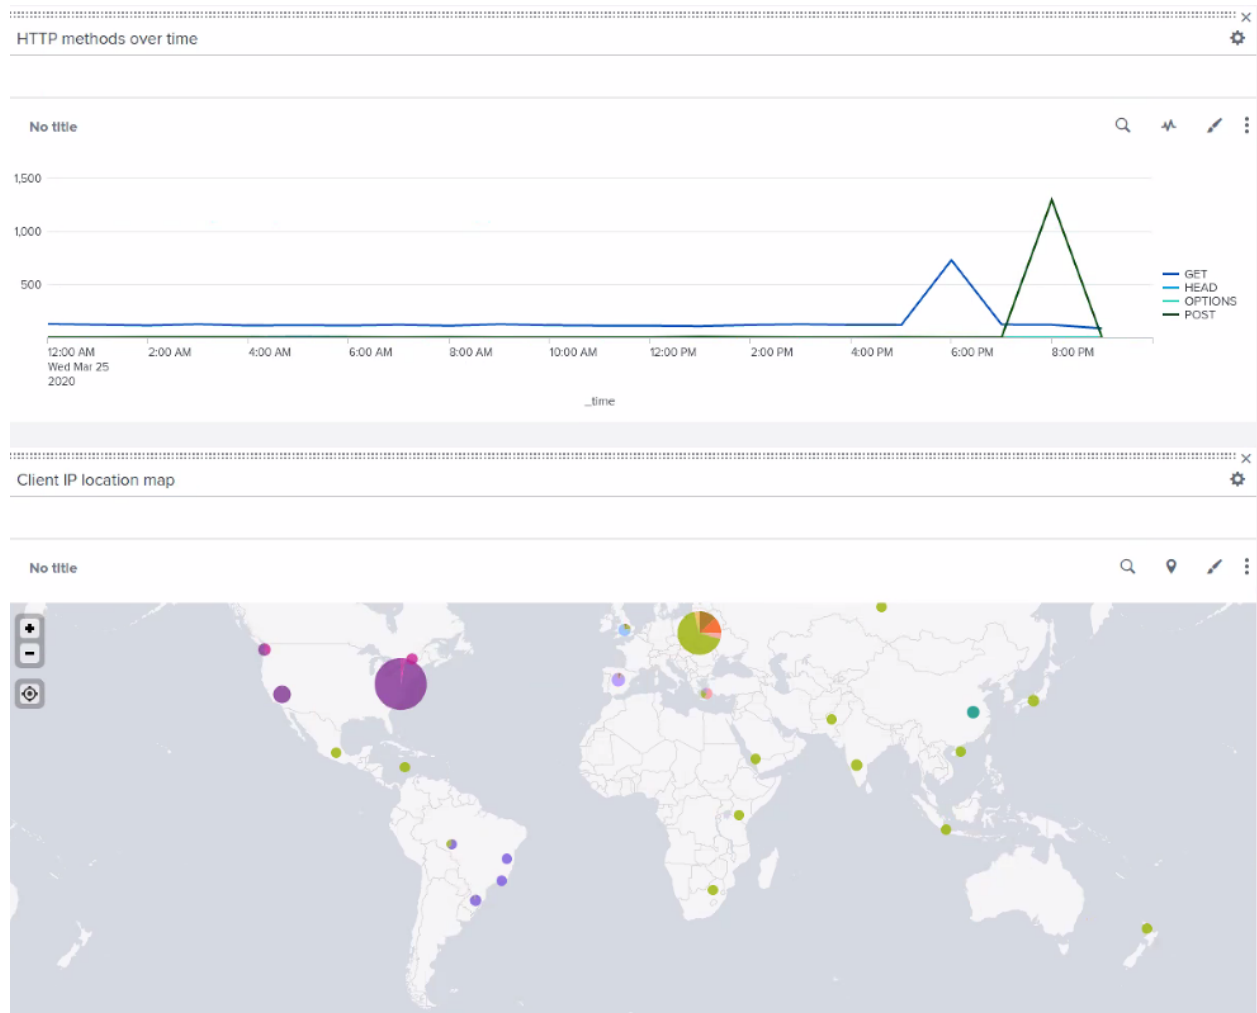 HTTP methods over time
No title
1,500
1,000
500
GET
HEAD
OPTIONS
POST
12:00 AM 2:00 AM 4:00 AM 6:00 AM 8:00 AM 10:00 AM 12:00 PM 2:00 PM 4:00 PM 6:00 PM 8:00 PM
Wed Mar 25
2020
_time
Client IP location map
No title